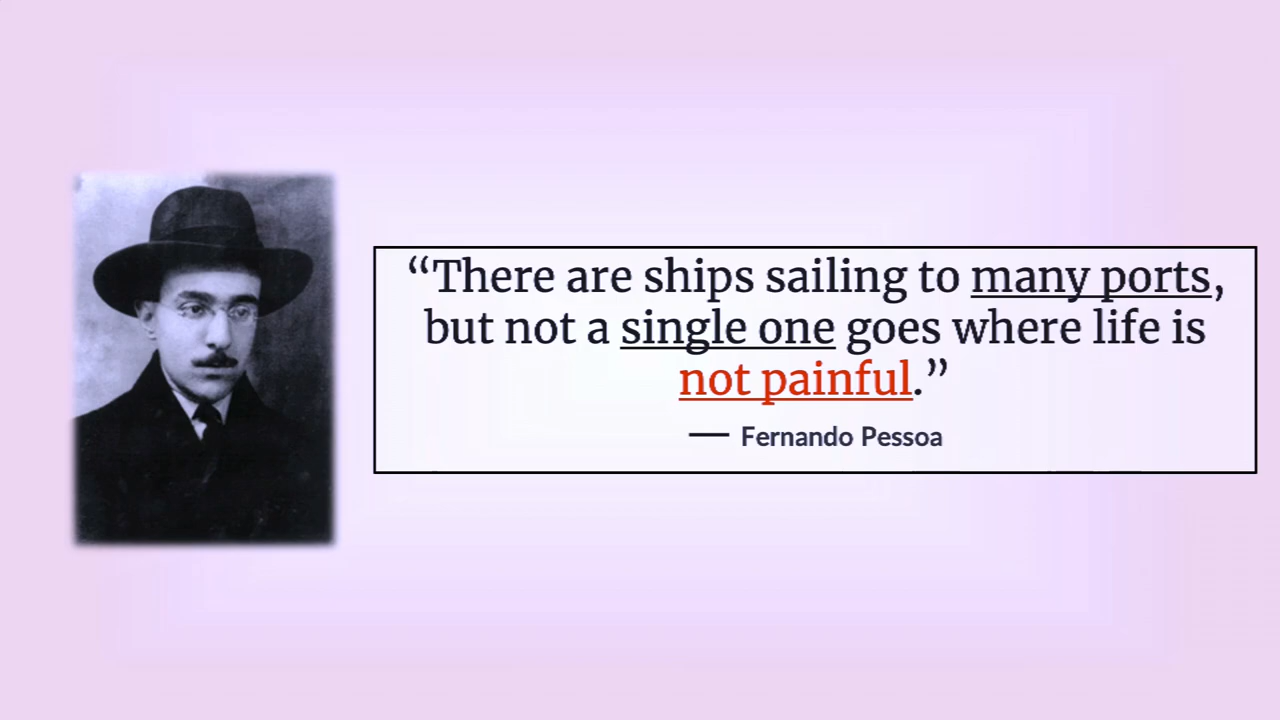 “There are ships sailing to many ports,
but not a single one goes where life is
not painful.”
— Fernando Pessoa